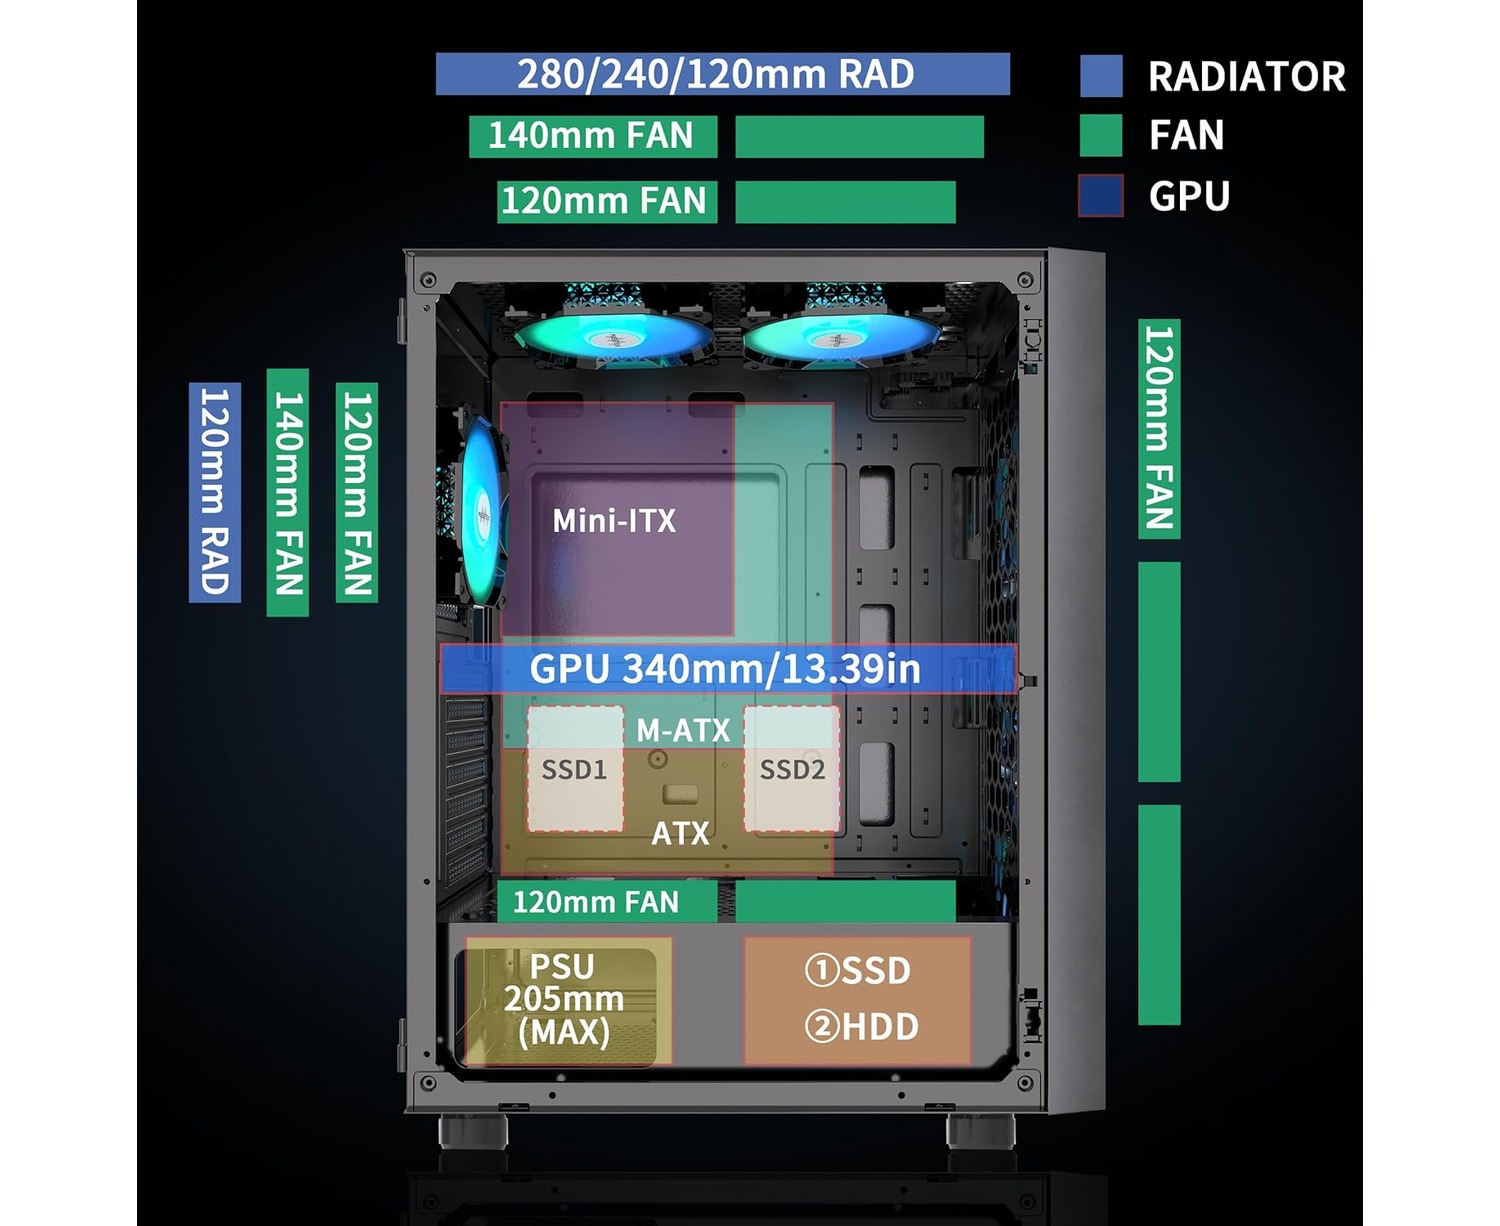 280/240/120mm RAD
140mm FAN
120mm FAN
RADIATOR
FAN
GPU
120mm RAD
140mm FAN
120mm FAN
120mm FAN
Mini-ITX
GPU 340mm/13.39in
M-ATX
SSD1
SSD2
ATX
120mm FAN
PSU
205mm
(MAX)
①SSD
②HDD